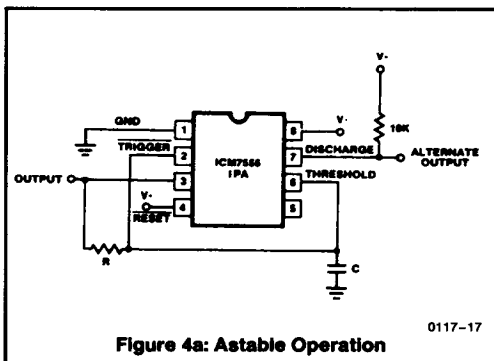 V+
GND
1
8
V+
10K
TRIGGER
2
ICM7555
IPA
7
DISCHARGE
ALTERNATE
OUTPUT
OUTPUT
3
6
THRESHOLD
V+
4
RESET
5
R
C
0117–17
Figure 4a: Astable Operation